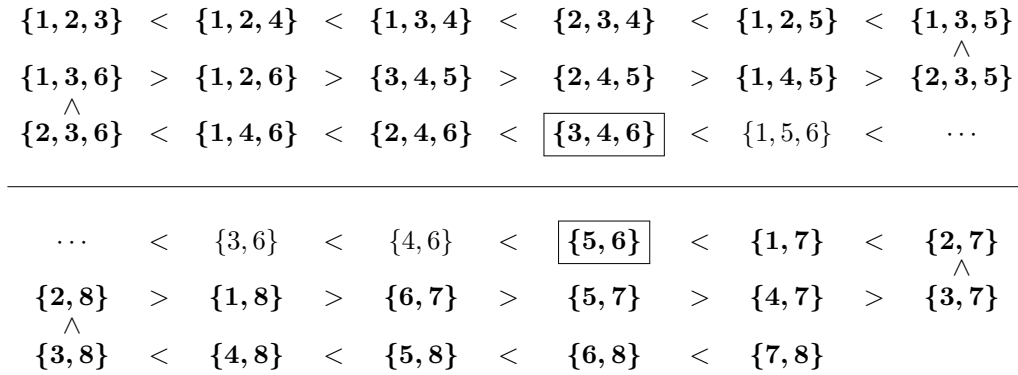 {1, 2, 3} < {1, 2, 4} < {1, 3, 4} < {2, 3, 4} < {1, 2, 5} < {1, 3, 5}
∧
{1, 3, 6} > {1, 2, 6} > {3, 4, 5} > {2, 4, 5} > {1, 4, 5} > {2, 3, 5}
∧
{2, 3, 6} < {1, 4, 6} < {2, 4, 6} < {3, 4, 6} < {1, 5, 6} < ⋯
⋯ < {3, 6} < {4, 6} < {5, 6} < {1, 7} < {2, 7}
∧
{2, 8} > {1, 8} > {6, 7} > {5, 7} > {4, 7} > {3, 7}
∧
{3, 8} < {4, 8} < {5, 8} < {6, 8} < {7, 8}